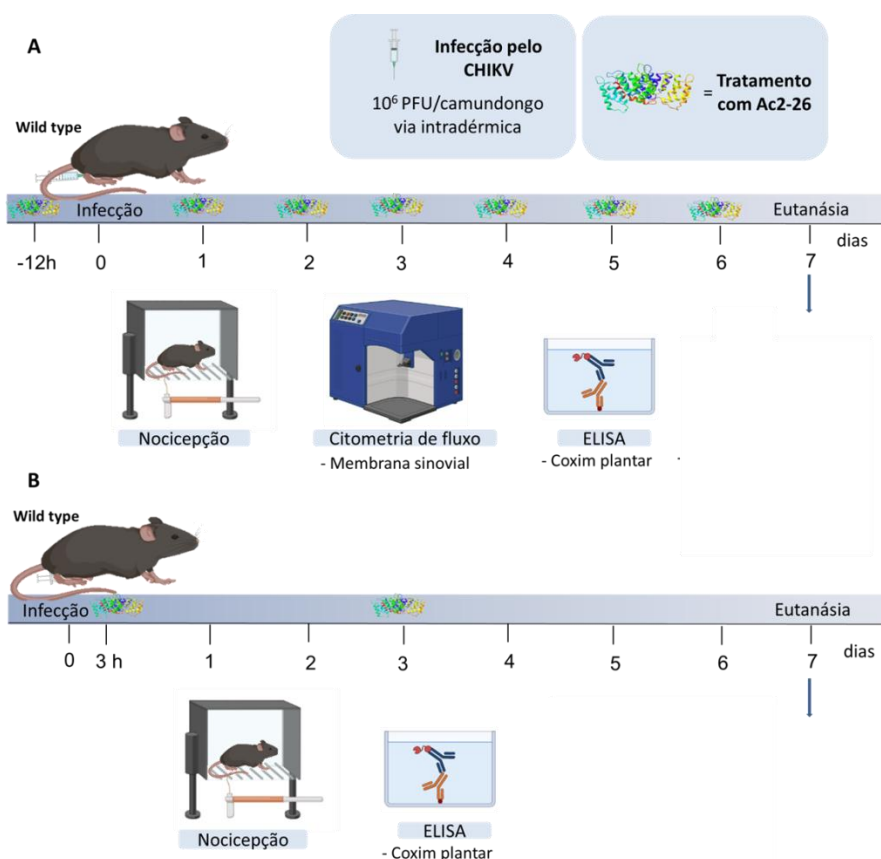 A
Infecção pelo
CHIKV
10⁶ PFU/camundongo
via intradérmica
= Tratamento
com Ac2-26
Wild type
Infecção
Eutanásia
dias
-12h 0 1 2 3 4 5 6 7
Nocicepção
Citometria de fluxo
- Membrana sinovial
ELISA
- Coxim plantar
B
Wild type
Infecção
Eutanásia
0 3 h 1 2 3 4 5 6 7
dias
Nocicepção
ELISA
- Coxim plantar